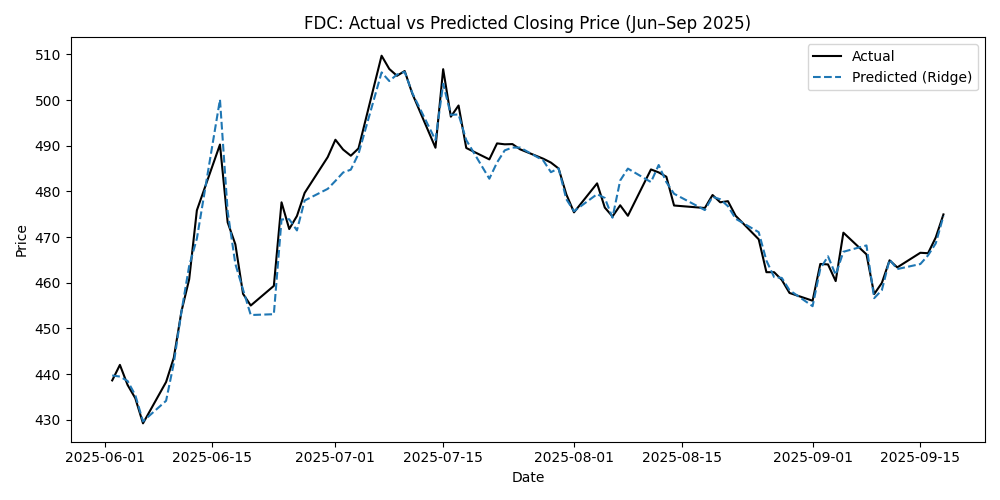 FDC: Actual vs Predicted Closing Price (Jun–Sep 2025)
Actual
Predicted (Ridge)
Price
510
500
490
480
470
460
450
440
430
2025-06-01 2025-06-15 2025-07-01 2025-07-15 2025-08-01 2025-08-15 2025-09-01 2025-09-15
Date